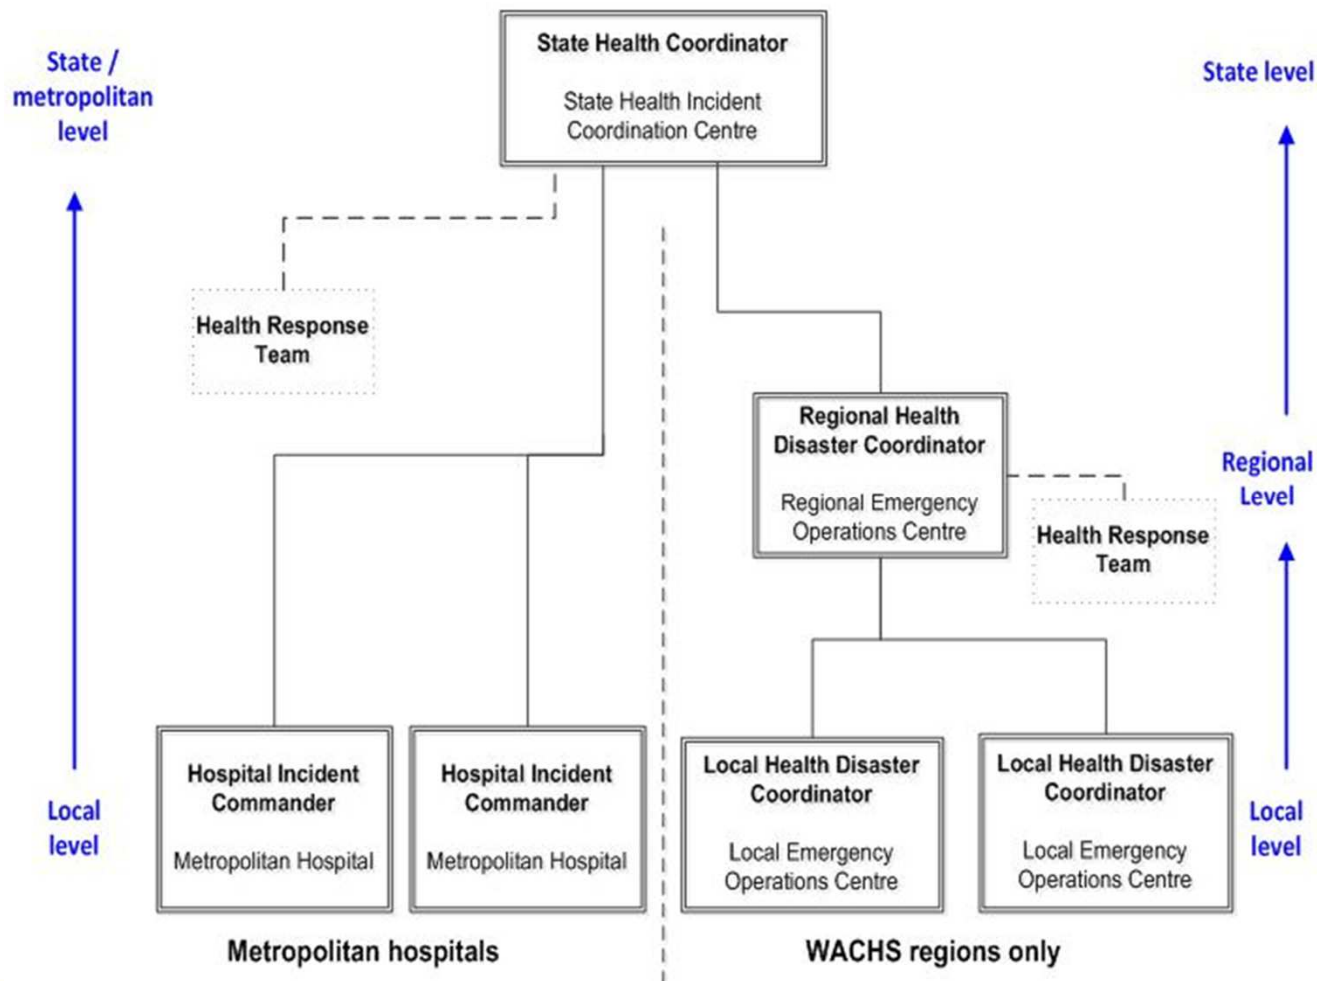 State Health Coordinator
State Health Incident
Coordination Centre
State /
metropolitan
level
State level
Health Response
Team
Regional Health
Disaster Coordinator
Regional Emergency
Operations Centre
Regional
Level
Health Response
Team
Hospital Incident
Commander
Metropolitan Hospital
Hospital Incident
Commander
Metropolitan Hospital
Local Health Disaster
Coordinator
Local Emergency
Operations Centre
Local Health Disaster
Coordinator
Local Emergency
Operations Centre
Local
level
Local
level
Metropolitan hospitals
WACHS regions only